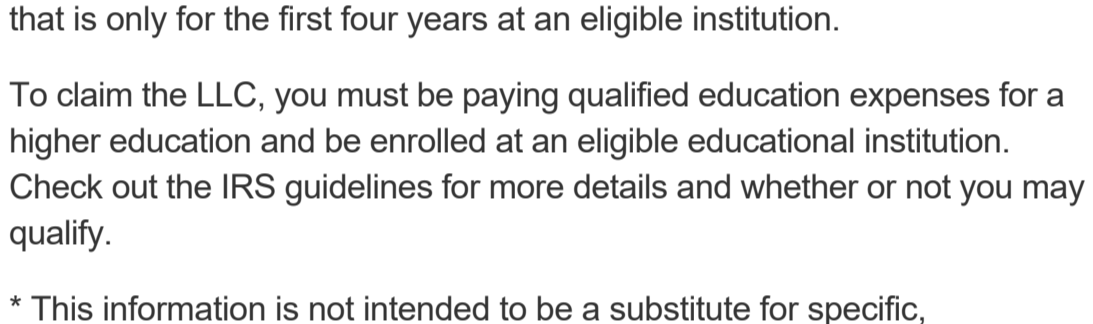 that is only for the first four years at an eligible institution.
To claim the LLC, you must be paying qualified education expenses for a
higher education and be enrolled at an eligible educational institution.
Check out the IRS guidelines for more details and whether or not you may
qualify.
* This information is not intended to be a substitute for specific,